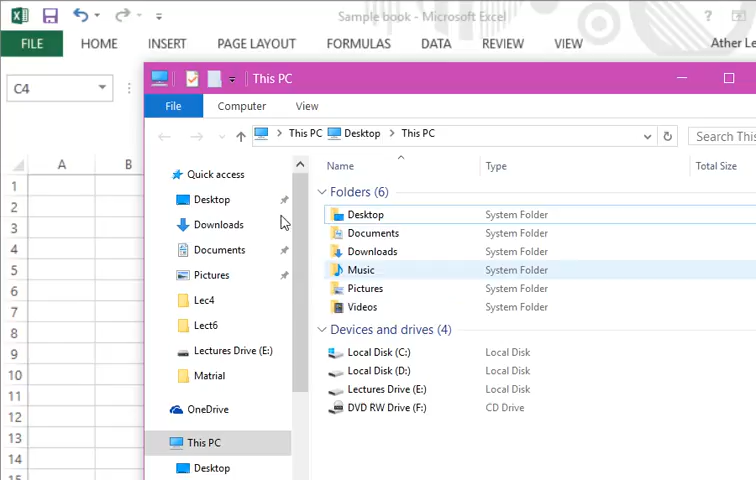 Sample book - Microsoft Excel
FILE HOME INSERT PAGE LAYOUT FORMULAS DATA REVIEW VIEW Ather Le
C4
A B
1
2
3
4
5
6
7
8
9
10
11
12
13
14
15
This PC
File Computer View
This PC Desktop This PC Search This
Quick access
Desktop
Downloads
Documents
Pictures
Lec4
Lect6
Lectures Drive (E:)
Matrial
OneDrive
This PC
Desktop
Name Type Total Size
Folders (6)
Desktop System Folder
Documents System Folder
Downloads System Folder
Music System Folder
Pictures System Folder
Videos System Folder
Devices and drives (4)
Local Disk (C:) Local Disk
Local Disk (D:) Local Disk
Lectures Drive (E:) Local Disk
DVD RW Drive (F:) CD Drive